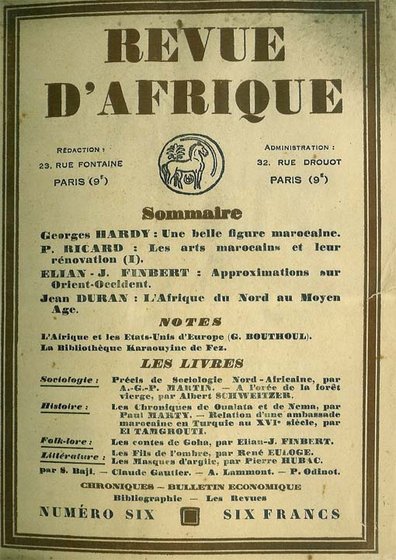 REVUE
D'AFRIQUE
RÉDACTION :
23, RUE FONTAINE
PARIS (9ᵉ)
ADMINISTRATION :
32, RUE DROUOT
PARIS (9ᵉ)
Sommaire
Georges HARDY : Une belle figure marocaine.
P. RICARD : Les arts marocains et leur
rénovation (I).
ELIAN-J. FINBERT : Approximations sur
Orient-Occident.
Jean DURAN : L'Afrique du Nord au Moyen
Age.
NOTES
L'Afrique et les Etats-Unis d'Europe (G. BOUTHOUL).
La Bibliothèque Karaouyine de Fez.
LES LIVRES
Sociologie : Précis de Sociologie Nord-Africaine, par
A.-G.-P. MARTIN. — A l'orée de la forêt
vierge, par Albert SCHWEITZER.
Histoire : Les Chroniques de Oualata et de Nema, par
Paul MARTY. — Relation d'une ambassade
marocaine en Turquie au XVIᵉ siècle, par
El TAMGROUTI.
Folk-lore : Les contes de Goha, par Elian-J. FINBERT.
Littérature : Les Fils de l'ombre, par René EULOGE.
Les Masques d'argile, par Pierre HUBAC.
par S. Baji. — Claude Gautier. — A. Lammont. — P. Odinot.
CHRONIQUES — BULLETIN ECONOMIQUE
Bibliographie — Les Revues
NUMÉRO SIX SIX FRANCS